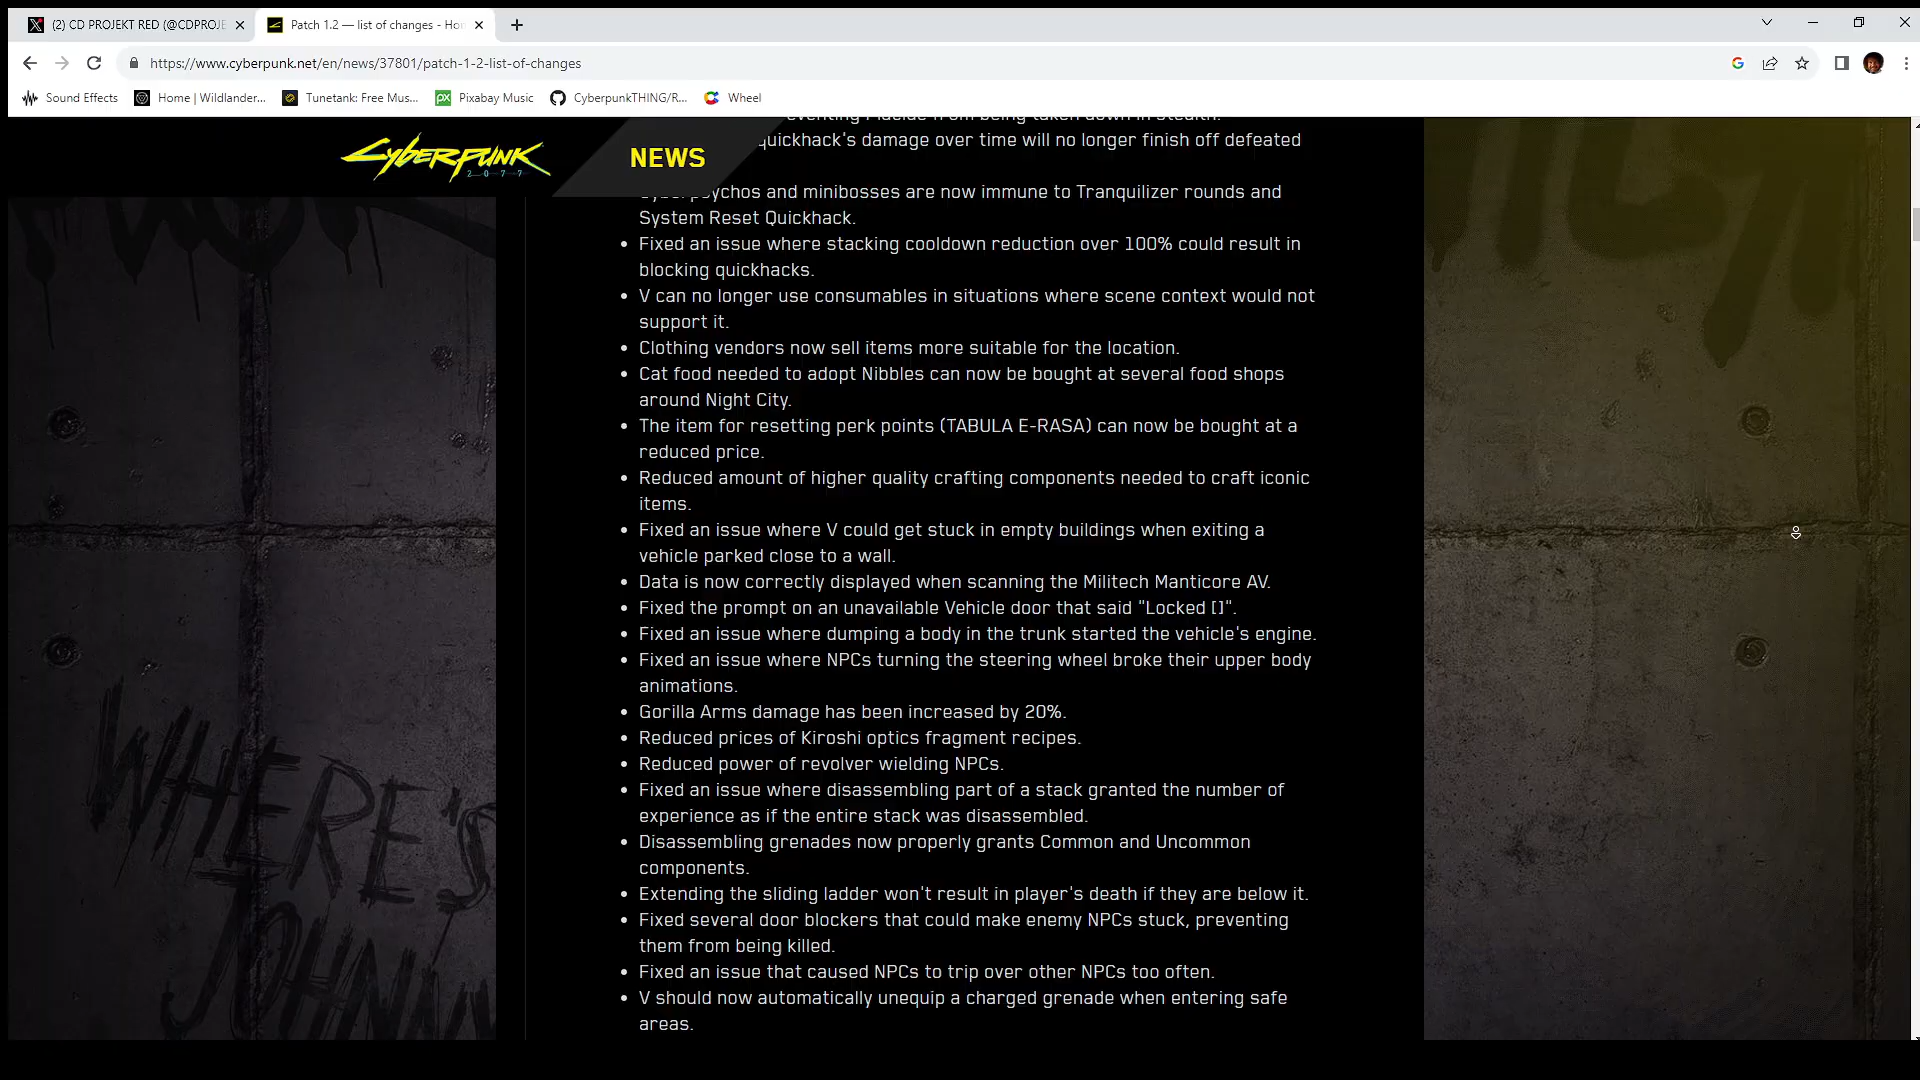 (2) CD PROJEKT RED (@CDPROJE
Patch 1.2 — list of changes - Ho
https://www.cyberpunk.net/en/news/37801/patch-1-2-list-of-changes
Sound Effects
Home | Wildlander...
Tunetank: Free Mus...
Pixabay Music
CyberpunkTHING/R...
Wheel
Cyberpunk
2077
NEWS
quickhack's damage over time will no longer finish off defeated
and minibosses are now immune to Tranquilizer rounds and
System Reset Quickhack.
• Fixed an issue where stacking cooldown reduction over 100% could result in
blocking quickhacks.
• V can no longer use consumables in situations where scene context would not
support it.
• Clothing vendors now sell items more suitable for the location.
• Cat food needed to adopt Nibbles can now be bought at several food shops
around Night City.
• The item for resetting perk points (TABULA E-RASA) can now be bought at a
reduced price.
• Reduced amount of higher quality crafting components needed to craft iconic
items.
• Fixed an issue where V could get stuck in empty buildings when exiting a
vehicle parked close to a wall.
• Data is now correctly displayed when scanning the Militech Manticore AV.
• Fixed the prompt on an unavailable Vehicle door that said "Locked []".
• Fixed an issue where dumping a body in the trunk started the vehicle's engine.
• Fixed an issue where NPCs turning the steering wheel broke their upper body
animations.
• Gorilla Arms damage has been increased by 20%.
• Reduced prices of Kiroshi optics fragment recipes.
• Reduced power of revolver wielding NPCs.
• Fixed an issue where disassembling part of a stack granted the number of
experience as if the entire stack was disassembled.
• Disassembling grenades now properly grants Common and Uncommon
components.
• Extending the sliding ladder won't result in player's death if they are below it.
• Fixed several door blockers that could make enemy NPCs stuck, preventing
them from being killed.
• Fixed an issue that caused NPCs to trip over other NPCs too often.
• V should now automatically unequip a charged grenade when entering safe
areas.
WHERE'S
JOHNNY